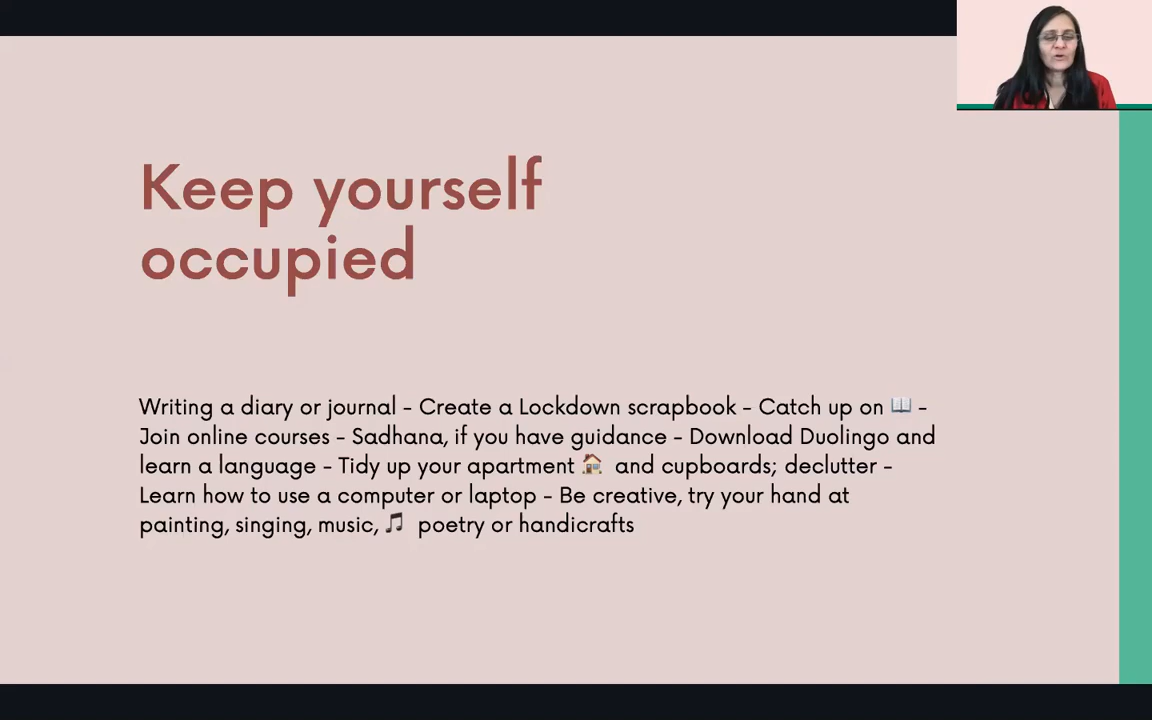 Keep yourself
occupied
Writing a diary or journal - Create a Lockdown scrapbook - Catch up on 📖 -
Join online courses - Sadhana, if you have guidance - Download Duolingo and
learn a language - Tidy up your apartment 🏠 and cupboards; declutter -
Learn how to use a computer or laptop - Be creative, try your hand at
painting, singing, music, 🎵 poetry or handicrafts